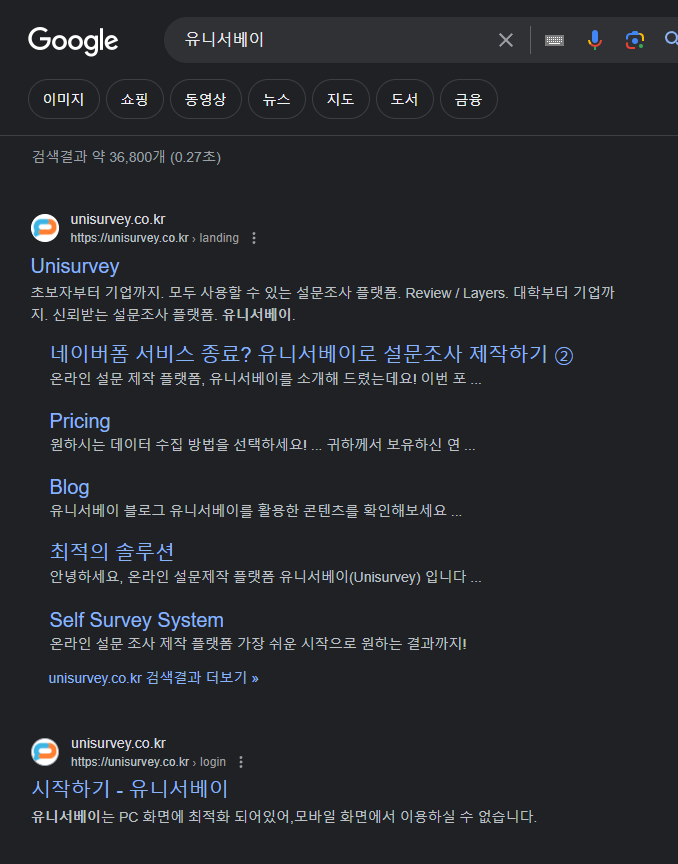 Google
유니서베이
이미지
쇼핑
동영상
뉴스
지도
도서
금융
검색결과 약 36,800개 (0.27초)
unisurvey.co.kr
https://unisurvey.co.kr › landing
Unisurvey
초보자부터 기업까지. 모두 사용할 수 있는 설문조사 플랫폼. Review / Layers. 대학부터 기업까
지. 신뢰받는 설문조사 플랫폼. 유니서베이.
네이버폼 서비스 종료? 유니서베이로 설문조사 제작하기 ②
온라인 설문 제작 플랫폼, 유니서베이를 소개해 드렸는데요! 이번 포 ...
Pricing
원하시는 데이터 수집 방법을 선택하세요! ... 귀하께서 보유하신 연 ...
Blog
유니서베이 블로그 유니서베이를 활용한 콘텐츠를 확인해보세요 ...
최적의 솔루션
안녕하세요, 온라인 설문제작 플랫폼 유니서베이(Unisurvey) 입니다 ...
Self Survey System
온라인 설문 조사 제작 플랫폼 가장 쉬운 시작으로 원하는 결과까지!
unisurvey.co.kr 검색결과 더보기 »
unisurvey.co.kr
https://unisurvey.co.kr › login
시작하기 - 유니서베이
유니서베이는 PC 화면에 최적화 되어있어,모바일 화면에서 이용하실 수 없습니다.